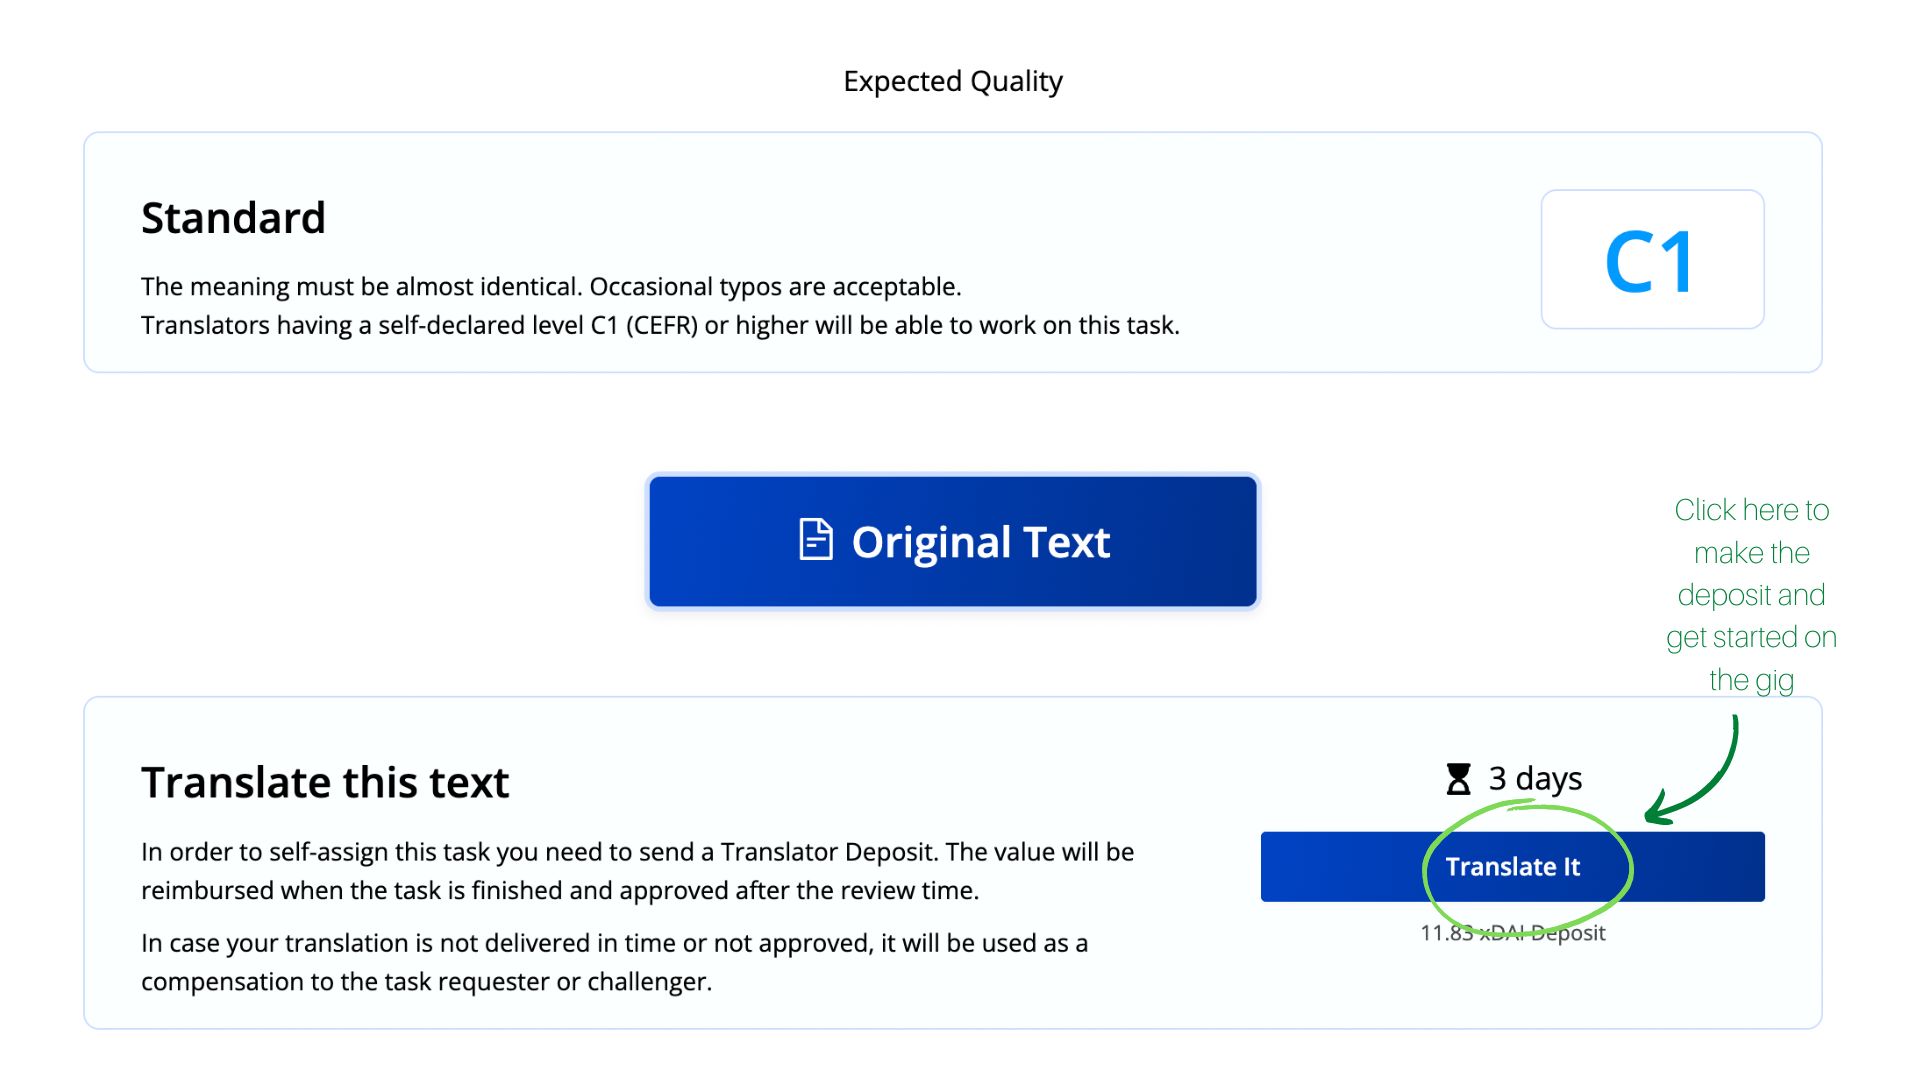 Expected Quality
Standard
C1
The meaning must be almost identical. Occasional typos are acceptable.
Translators having a self-declared level C1 (CEFR) or higher will be able to work on this task.
Original Text
Click here to
make the
deposit and
get started on
the gig
Translate this text
In order to self-assign this task you need to send a Translator Deposit. The value will be
reimbursed when the task is finished and approved after the review time.
In case your translation is not delivered in time or not approved, it will be used as a
compensation to the task requester or challenger.
3 days
Translate It
11.83 xDAI Deposit